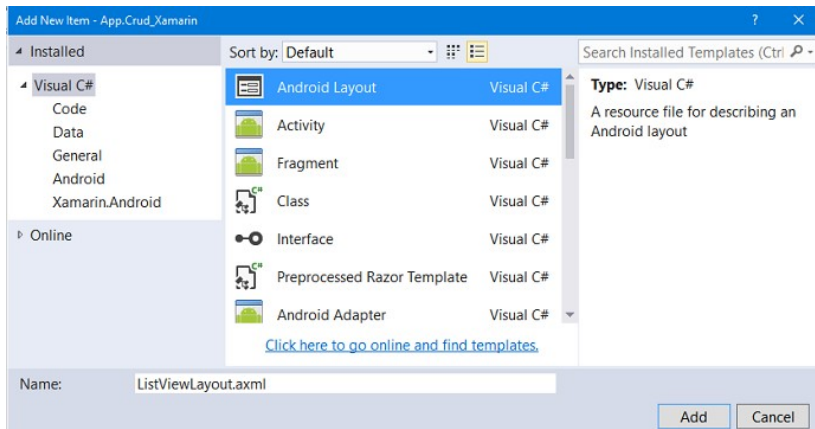 Add New Item - App.Crud_Xamarin
Installed
Visual C#
Code
Data
General
Android
Xamarin.Android
Online
Sort by: Default
Android Layout Visual C#
Activity Visual C#
Fragment Visual C#
Class Visual C#
Interface Visual C#
Preprocessed Razor Template Visual C#
Android Adapter Visual C#
Click here to go online and find templates.
Search Installed Templates (Ctrl
Type: Visual C#
A resource file for describing an
Android layout
Name: ListViewLayout.axml
Add Cancel